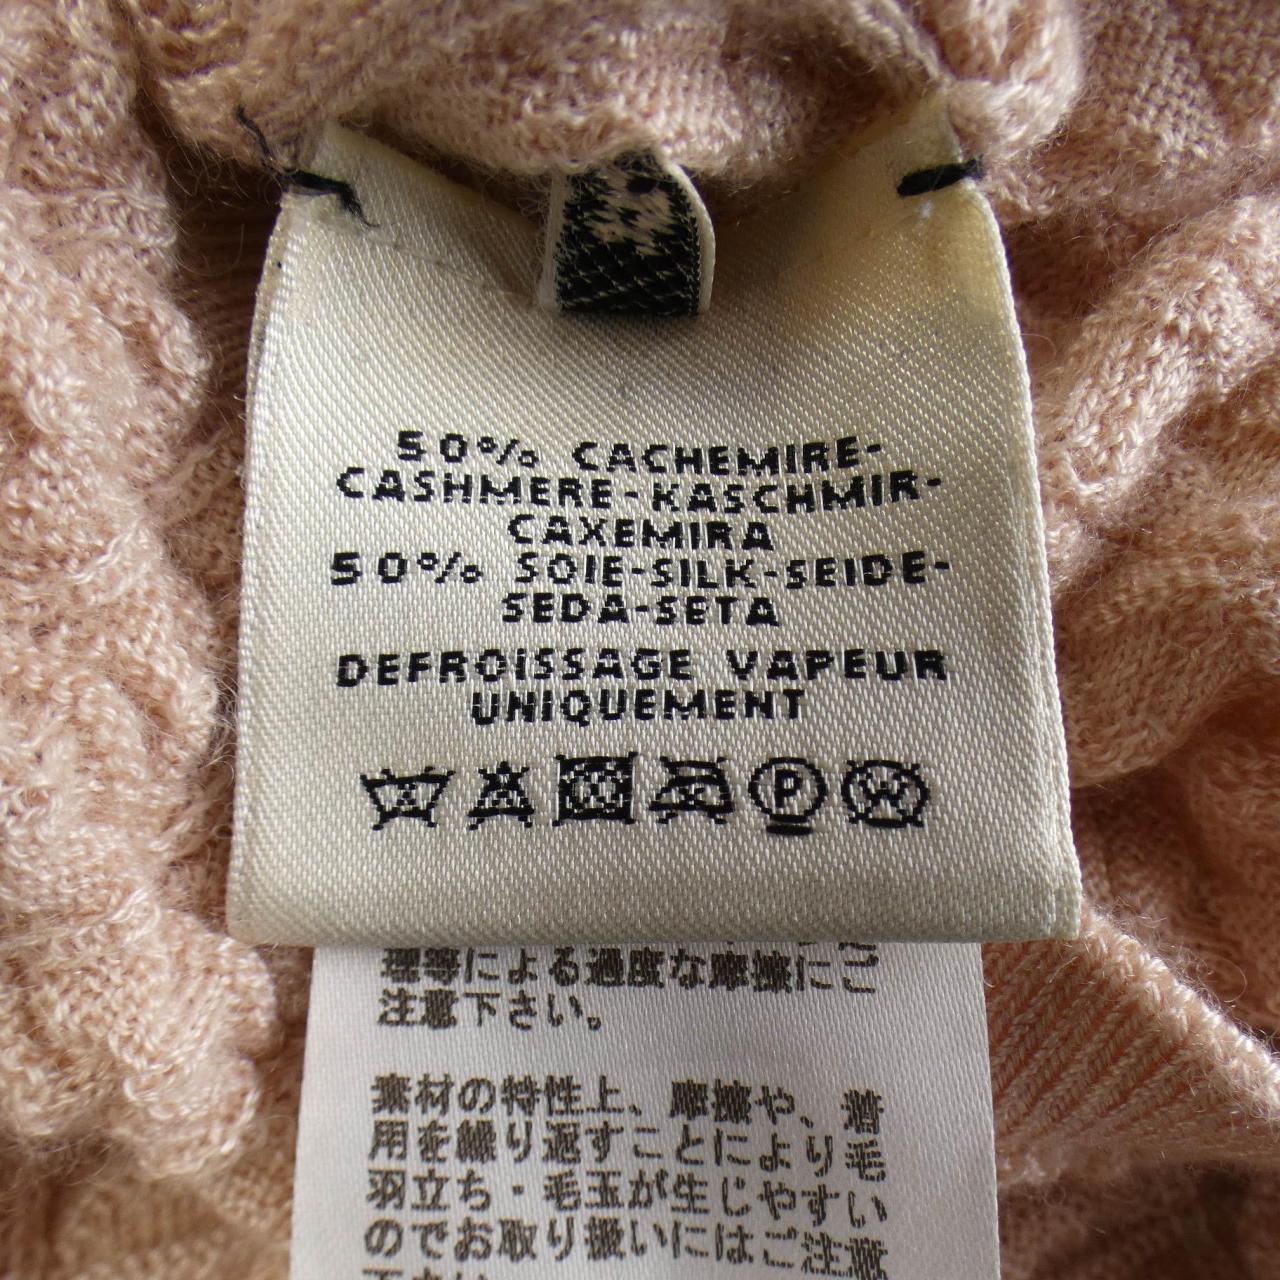 50% CACHEMIRE-
CASHMERE-KASCHMIR-
CAXEMIRA
50% SOIE-SILK-SEIDE-
SEDA-SETA
DEFROiSSAGE VAPEUR
UNIQUEMENT
P
W
理等による過度な摩擦にご
注意下さい。
素材の特性上、摩擦や、着
用を繰り返すことにより毛
羽立ち・毛玉が生じやすい
のでお取り扱いにはご注意